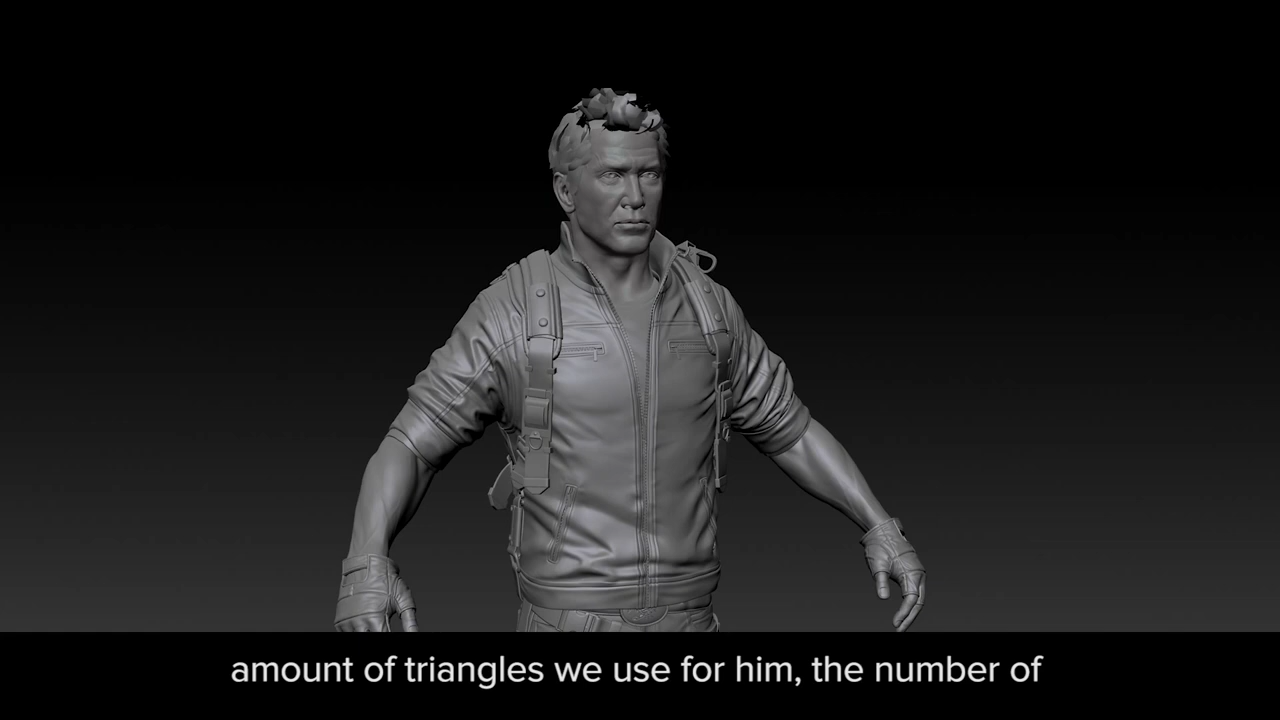 amount of triangles we use for him, the number of